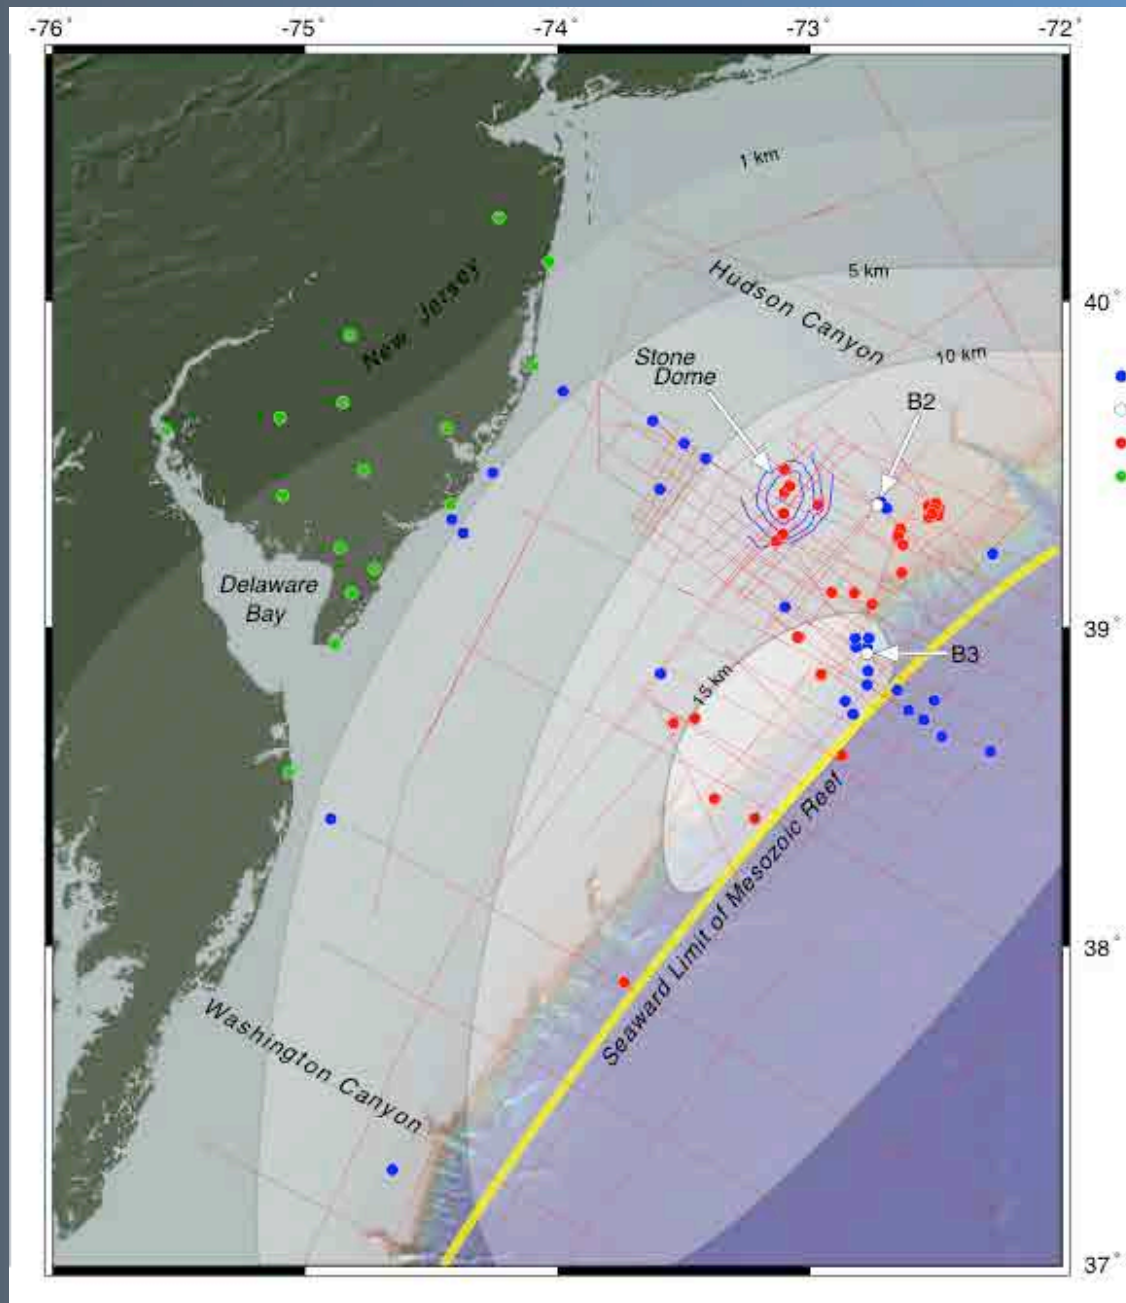 -76°
-75°
-74°
-73°
-72°
1 km
5 km
Hudson Canyon
40°
New Jersey
10 km
Stone
Dome
B2
Delaware
Bay
39°
B3
15 km
Seaward Limit of Mesozoic Reef
38°
Washington Canyon
37°